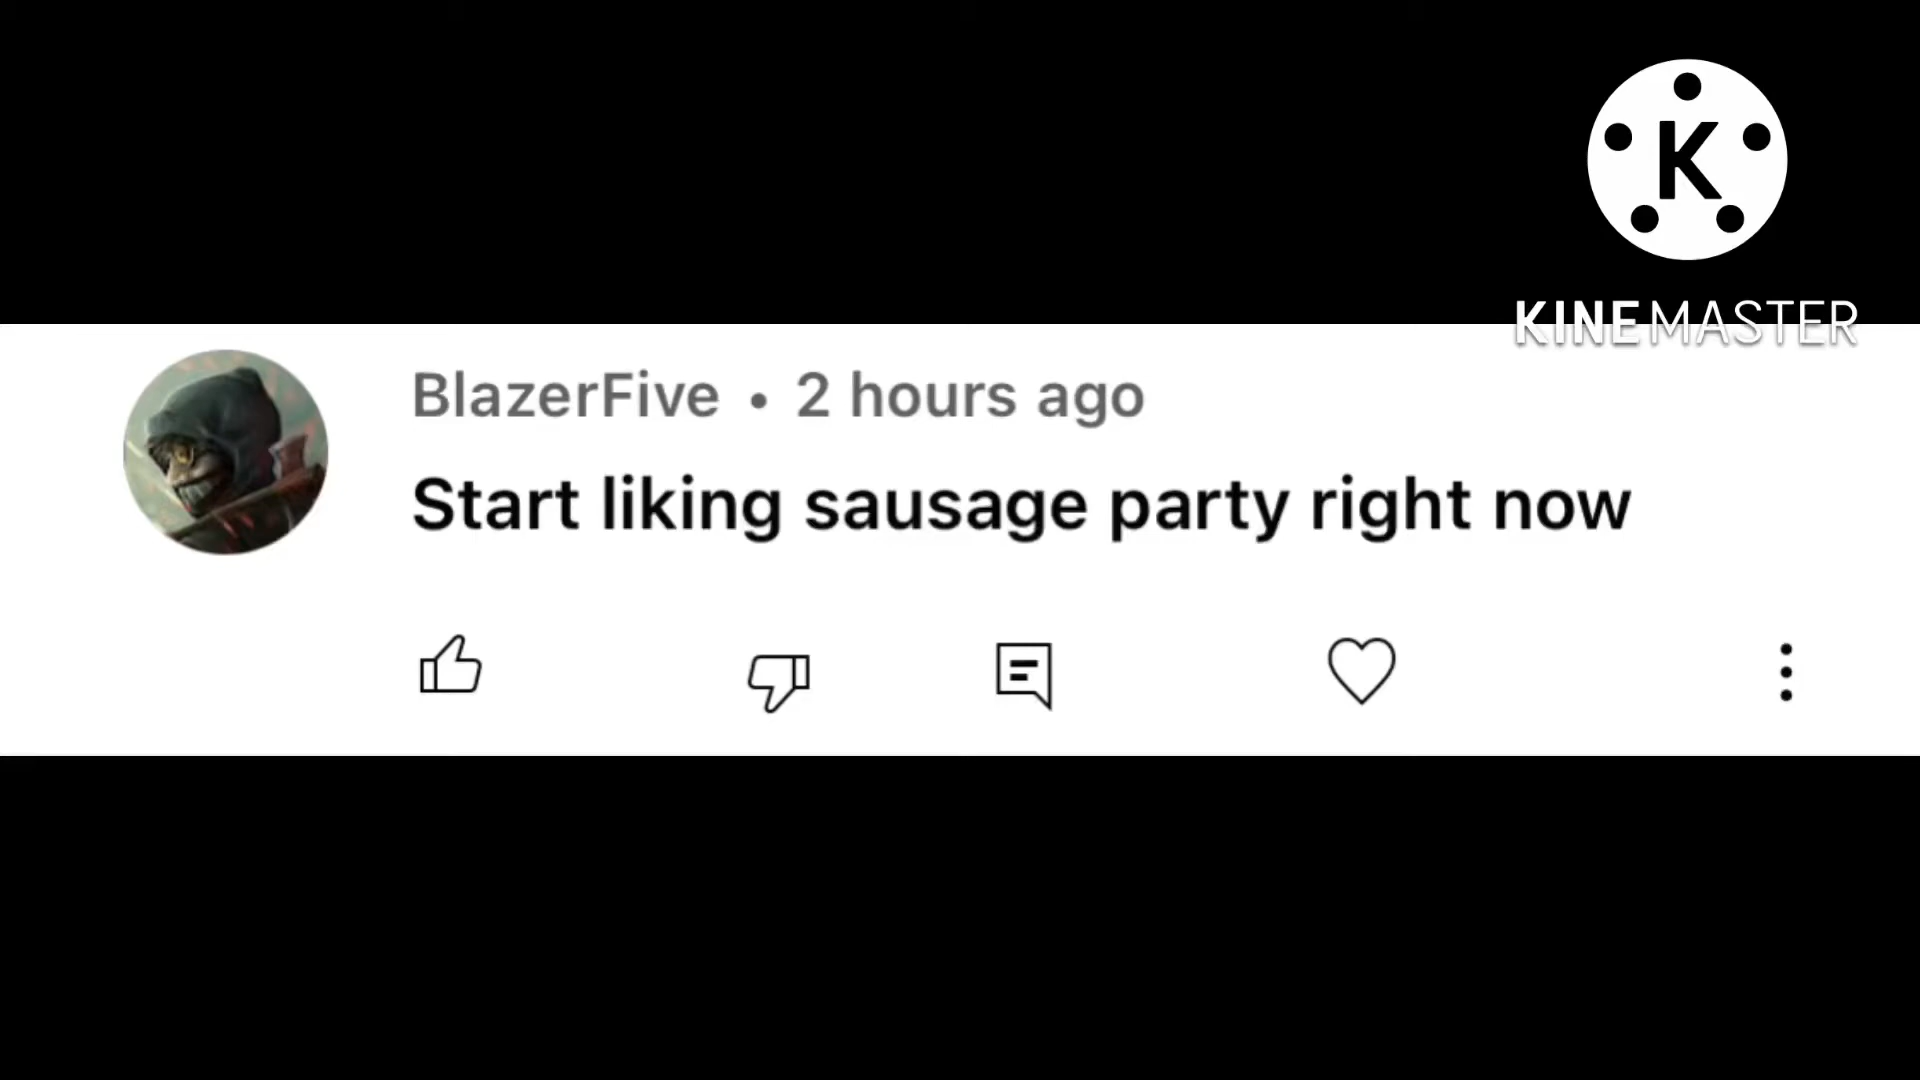 K
KINEMASTER
BlazerFive • 2 hours ago
Start liking sausage party right now